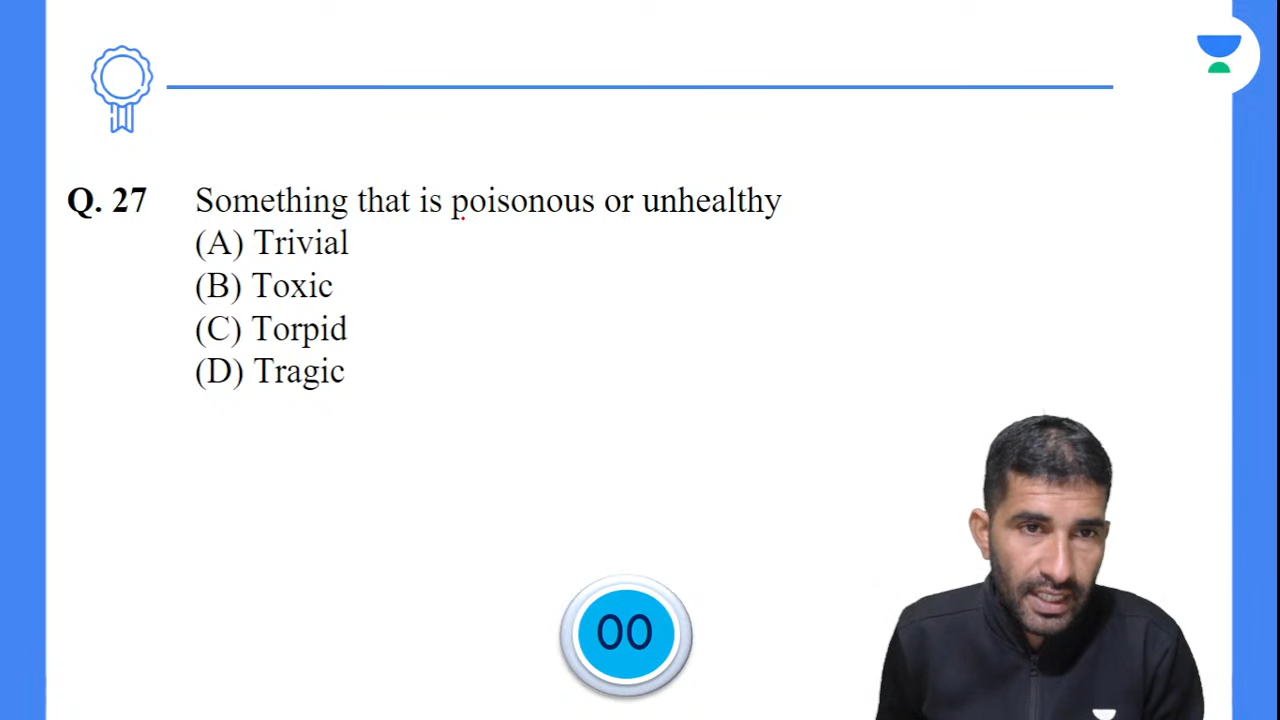 Q. 27 Something that is poisonous or unhealthy
(A) Trivial
(B) Toxic
(C) Torpid
(D) Tragic
00